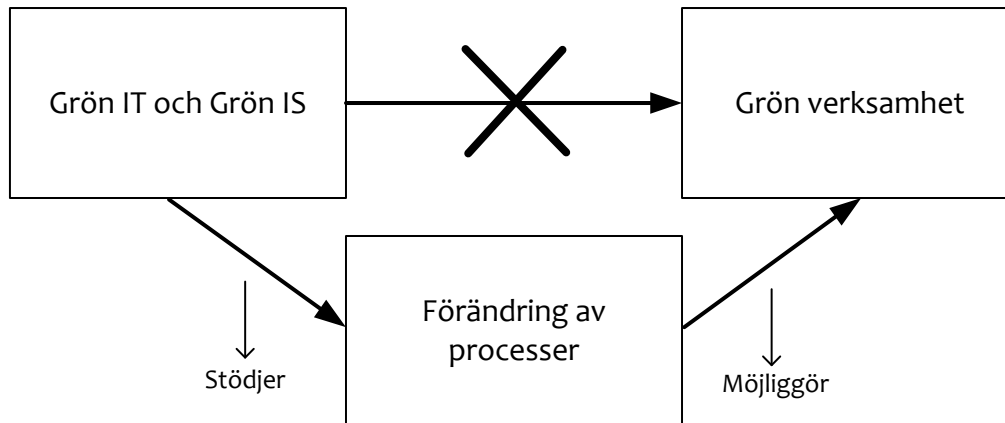 Grön IT och Grön IS
Grön verksamhet
Förändring av
processer
Stödjer
Möjliggör